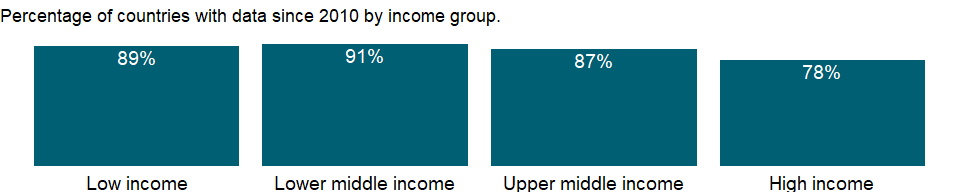 Percentage of countries with data since 2010 by income group.
89%
91%
87%
78%
Low income
Lower middle income
Upper middle income
High income